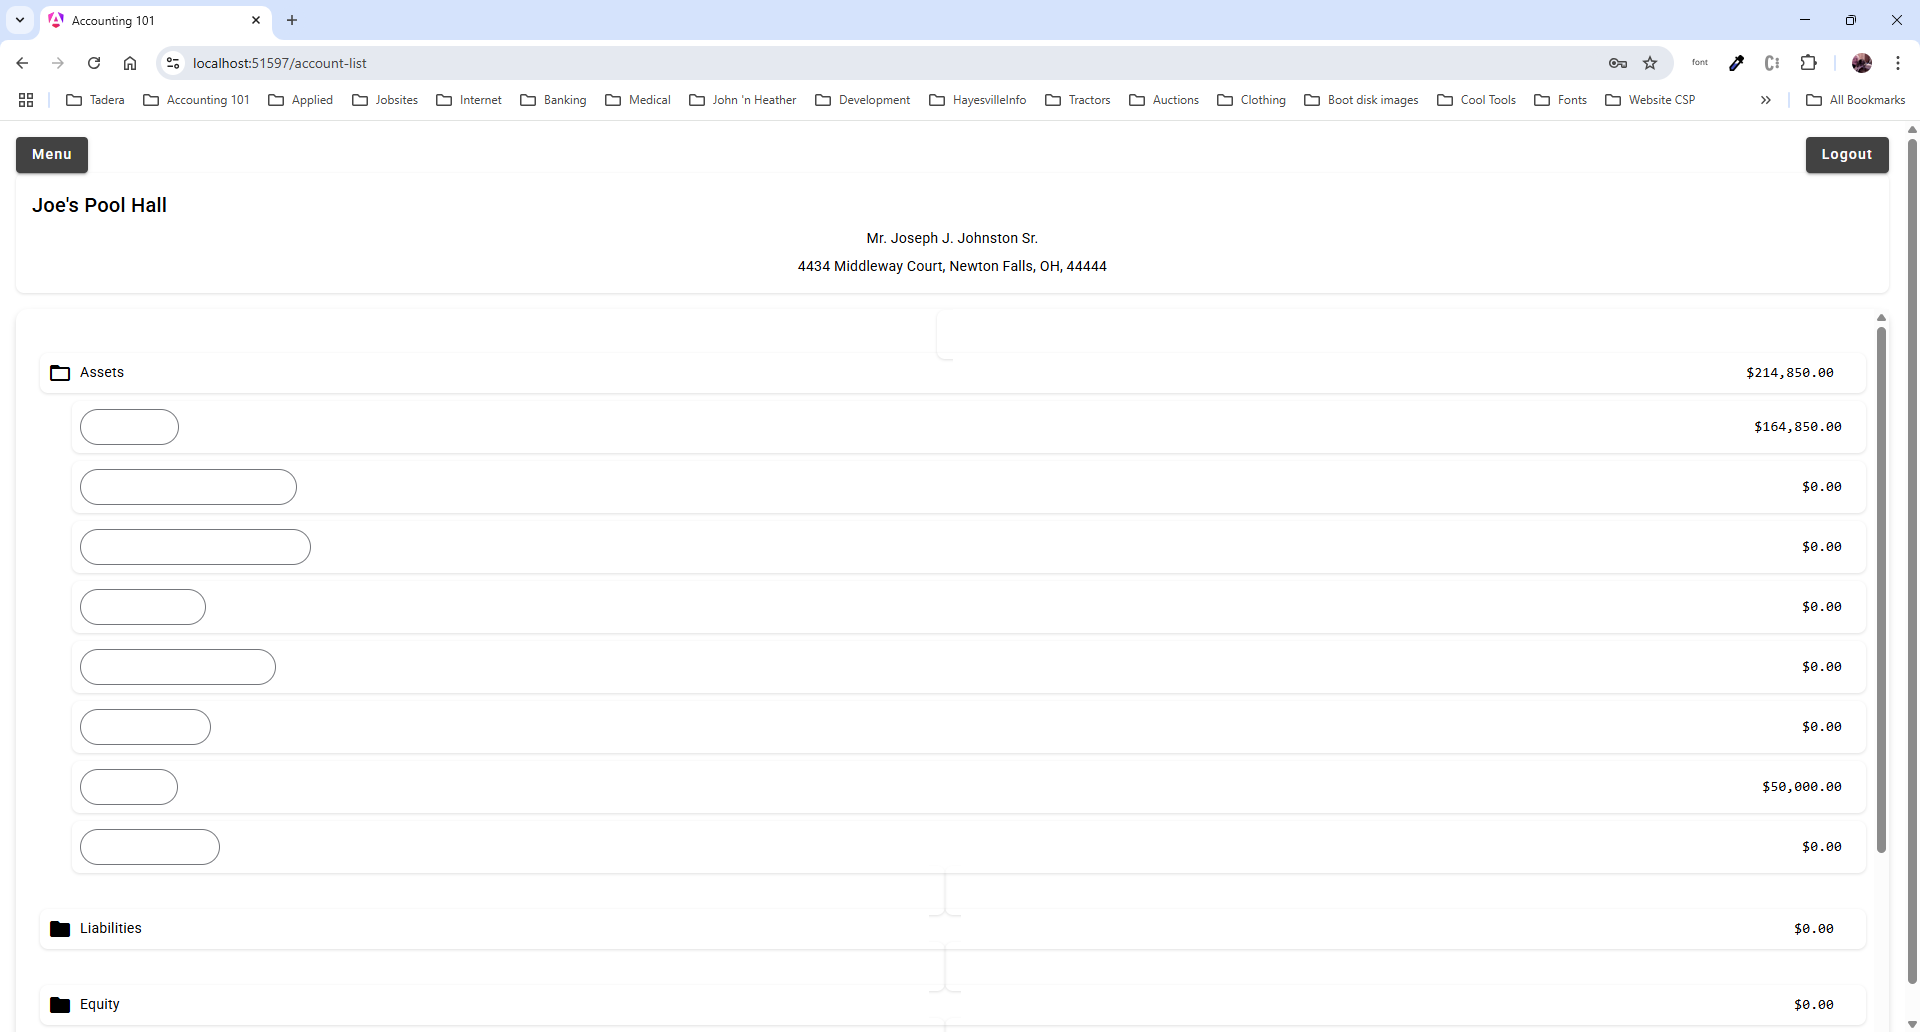 Accounting 101
localhost:51597/account-list
font
Tadera Accounting 101 Applied Jobsites Internet Banking Medical John 'n Heather Development HayesvilleInfo Tractors Auctions Clothing Boot disk images Cool Tools Fonts Website CSP » All Bookmarks
Menu Logout
Joe's Pool Hall
Mr. Joseph J. Johnston Sr.
4434 Middleway Court, Newton Falls, OH, 44444
Assets $214,850.00
$164,850.00
$0.00
$0.00
$0.00
$0.00
$0.00
$50,000.00
$0.00
Liabilities $0.00
Equity $0.00